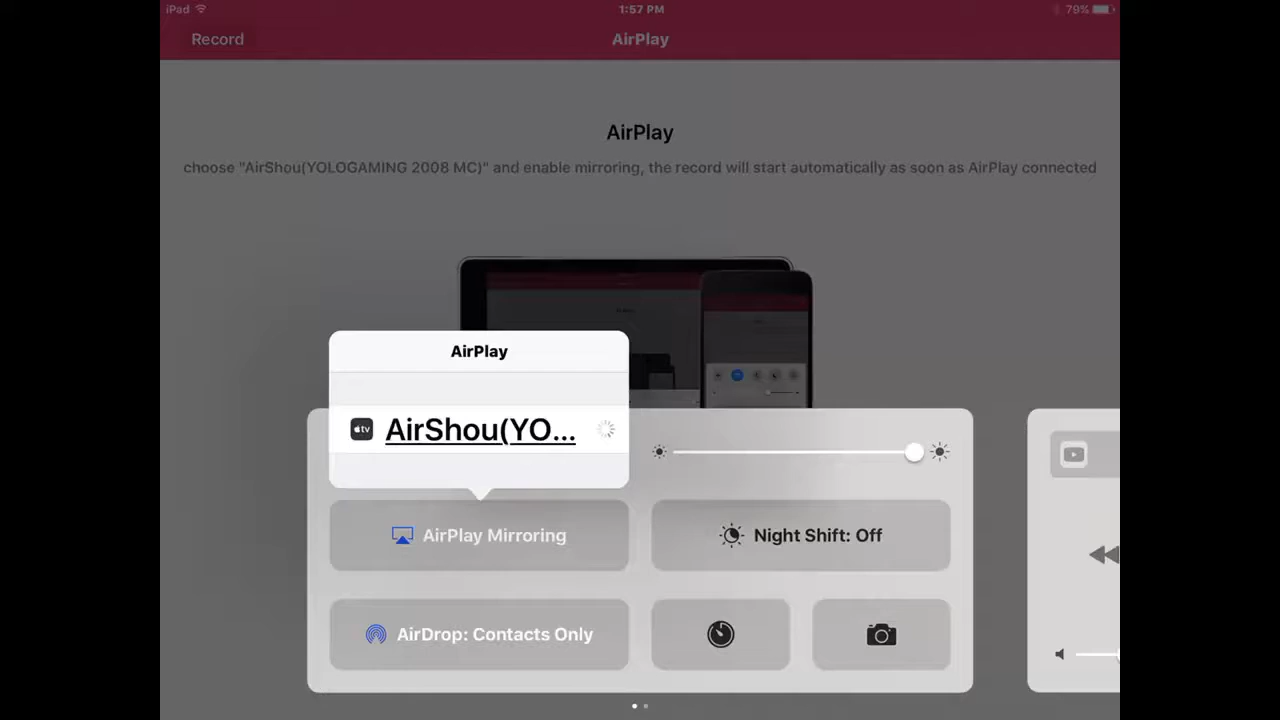 iPad 1:57 PM 79%
Record AirPlay
AirPlay
choose "AirShou(YOLOGAMING 2008 MC)" and enable mirroring, the record will start automatically as soon as AirPlay connected
AirPlay
tv AirShou(YO...
AirPlay Mirroring
Night Shift: Off
AirDrop: Contacts Only